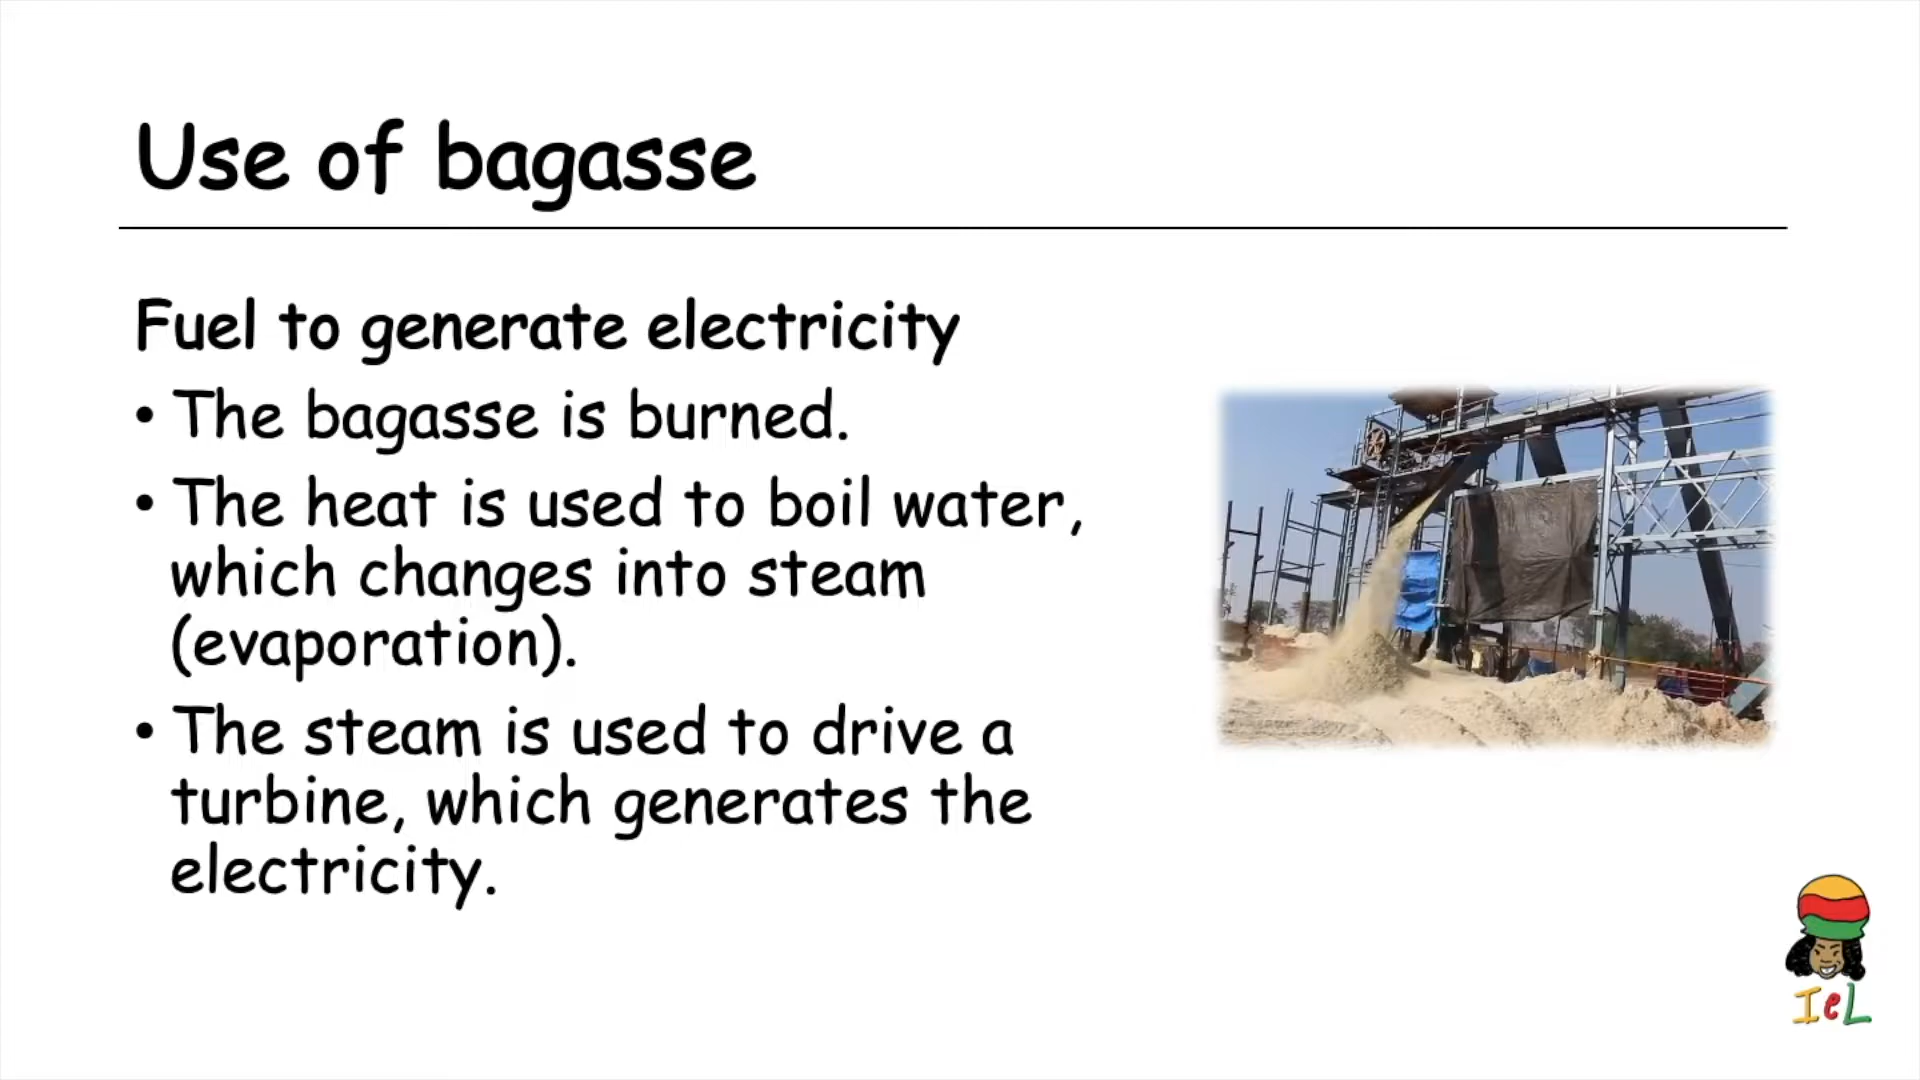 Use of bagasse
Fuel to generate electricity
• The bagasse is burned.
• The heat is used to boil water,
which changes into steam
(evaporation).
• The steam is used to drive a
turbine, which generates the
electricity.
IeL